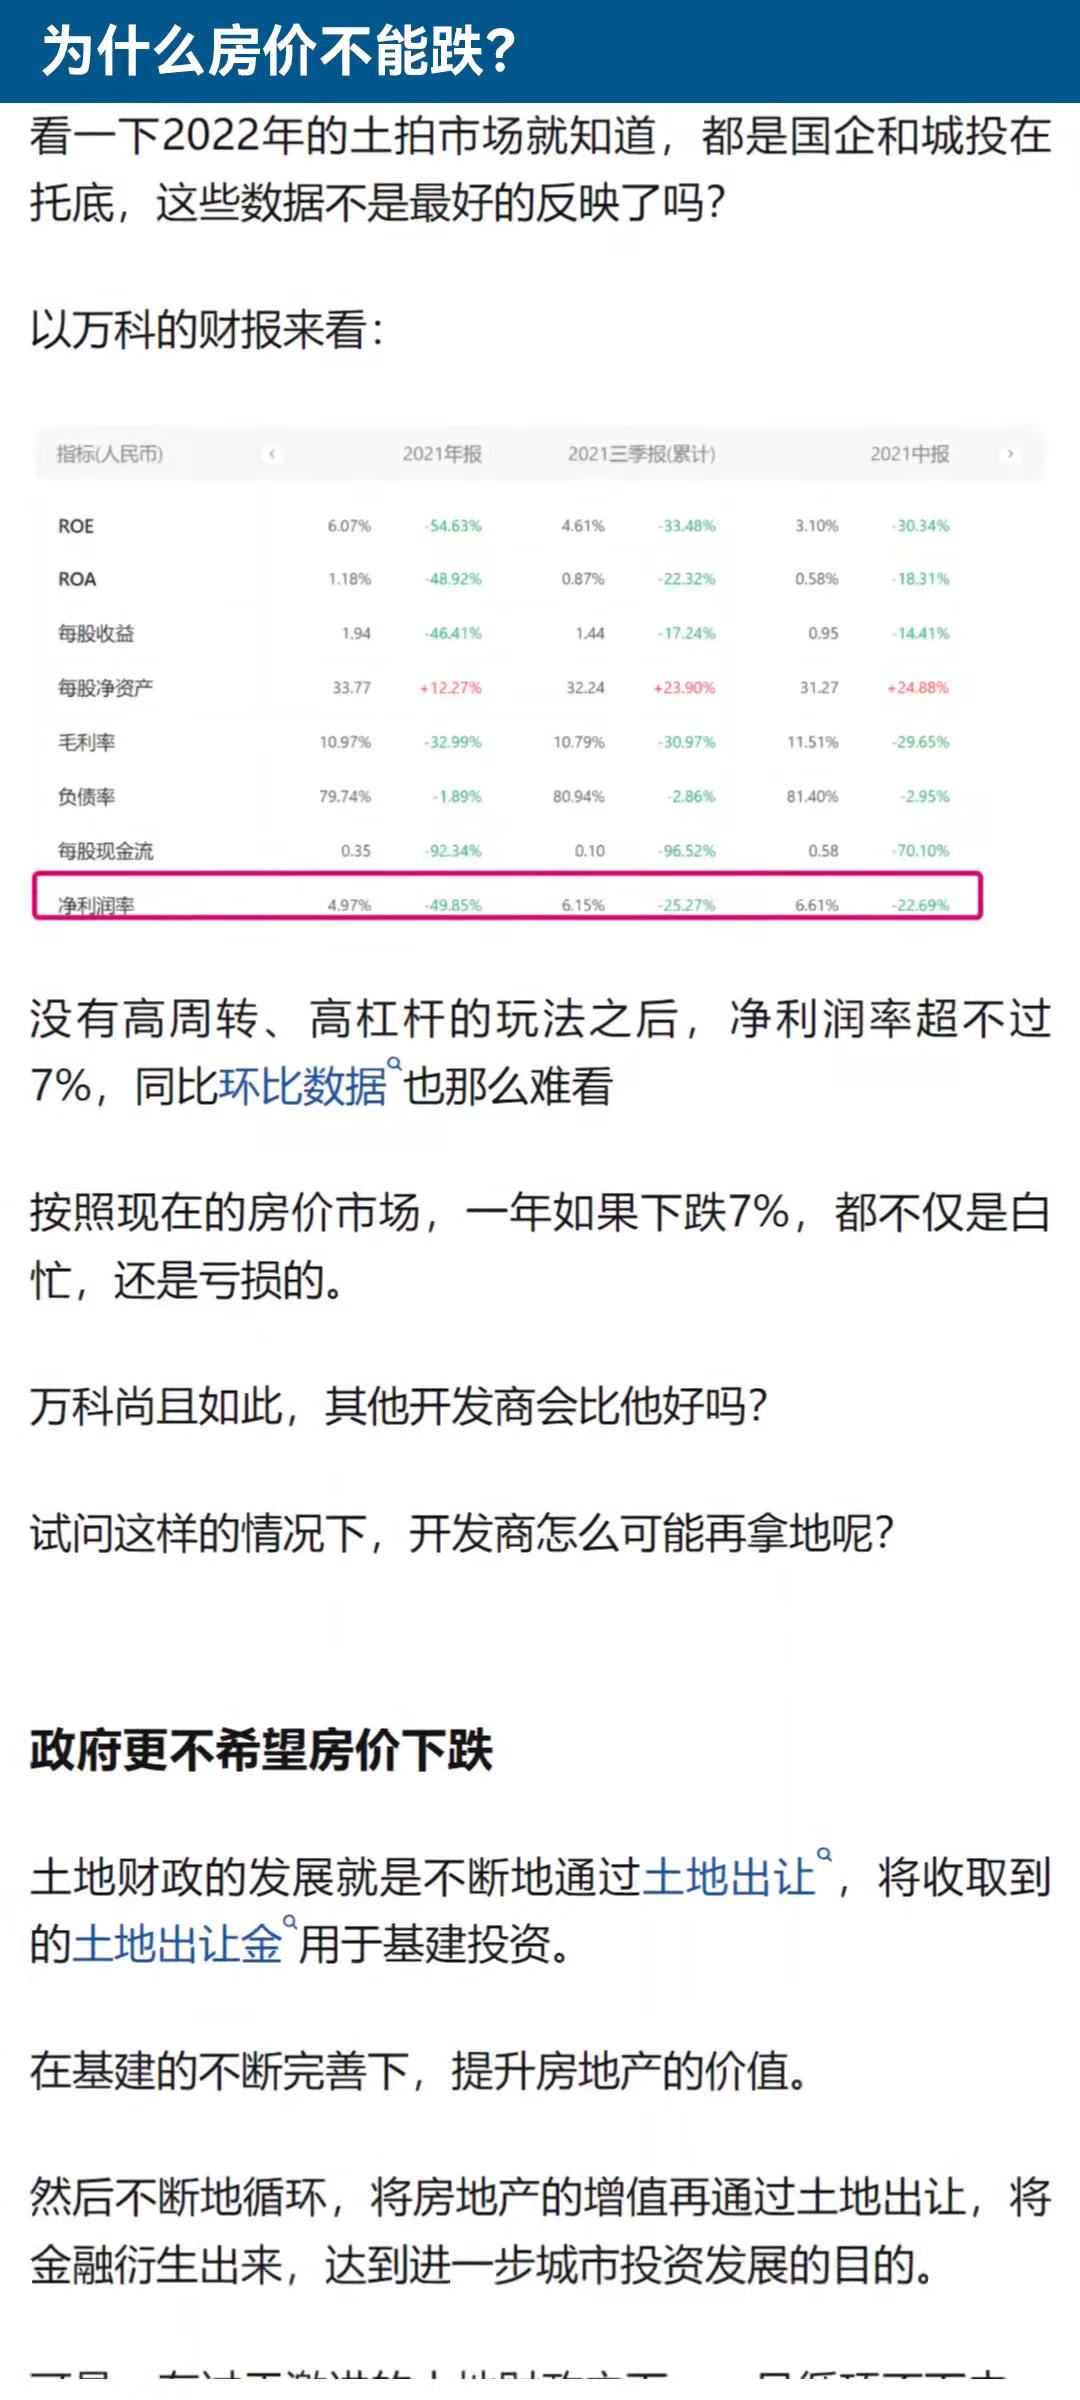 为什么房价不能跌？
看一下2022年的土拍市场就知道，都是国企和城投在
托底，这些数据不是最好的反映了吗？
以万科的财报来看：
指标(人民币) 2021年报 2021三季报(累计) 2021中报
ROE 6.07% -54.63% 4.61% -33.48% 3.10% -30.34%
ROA 1.18% -48.92% 0.87% -22.32% 0.58% -18.31%
每股收益 1.94 -46.41% 1.44 -17.24% 0.95 -14.41%
每股净资产 33.77 +12.27% 32.24 +23.90% 31.27 +24.88%
毛利率 10.97% -32.99% 10.79% -30.97% 11.51% -29.65%
负债率 79.74% -1.89% 80.94% -2.86% 81.40% -2.95%
每股现金流 0.35 -92.34% 0.10 -96.52% 0.58 -70.10%
净利润率 4.97% -49.85% 6.15% -25.27% 6.61% -22.69%
没有高周转、高杠杆的玩法之后，净利润率超不过
7%，同比环比数据也那么难看
按照现在的房价市场，一年如果下跌7%，都不仅是白
忙，还是亏损的。
万科尚且如此，其他开发商会比他好吗？
试问这样的情况下，开发商怎么可能再拿地呢？
政府更不希望房价下跌
土地财政的发展就是不断地通过土地出让，将收取到
的土地出让金用于基建投资。
在基建的不断完善下，提升房地产的价值。
然后不断地循环，将房地产的增值再通过土地出让，将
金融衍生出来，达到进一步城市投资发展的目的。